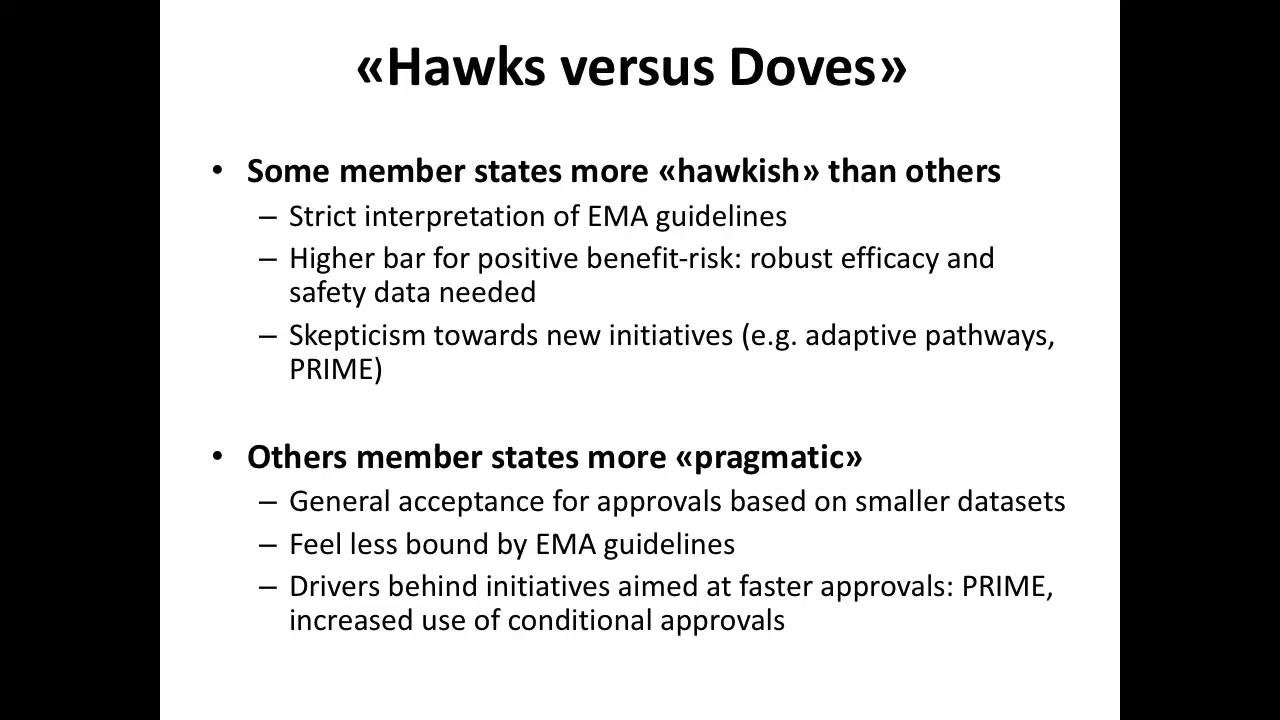 «Hawks versus Doves»
• Some member states more «hawkish» than others
– Strict interpretation of EMA guidelines
– Higher bar for positive benefit-risk: robust efficacy and
safety data needed
– Skepticism towards new initiatives (e.g. adaptive pathways,
PRIME)
• Others member states more «pragmatic»
– General acceptance for approvals based on smaller datasets
– Feel less bound by EMA guidelines
– Drivers behind initiatives aimed at faster approvals: PRIME,
increased use of conditional approvals